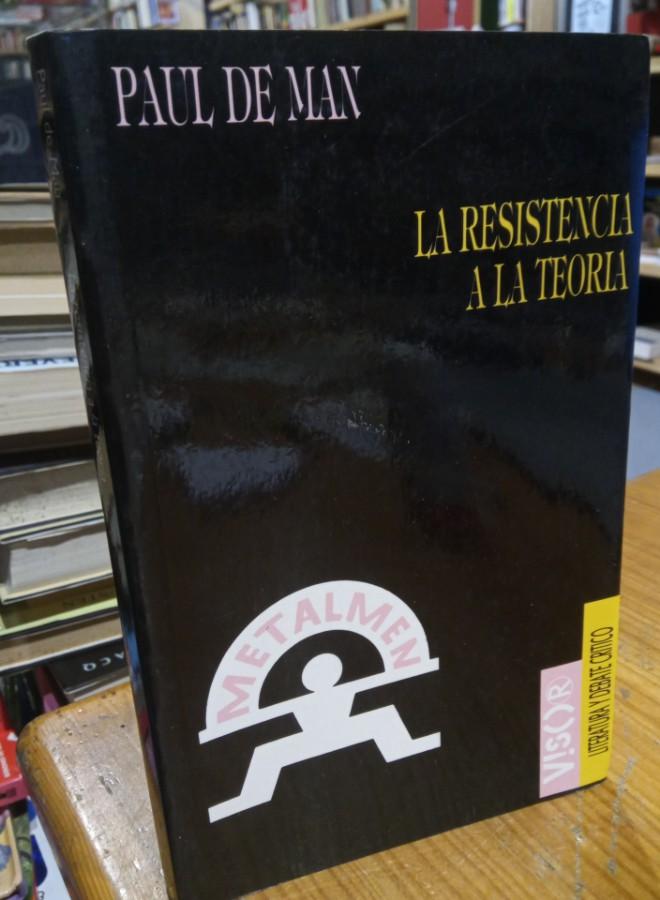 PAUL DE MAN
LA RESISTENCIA
A LA TEORIA
METALMEN
VISOR
LITERATURA Y DEBATE CRITICO